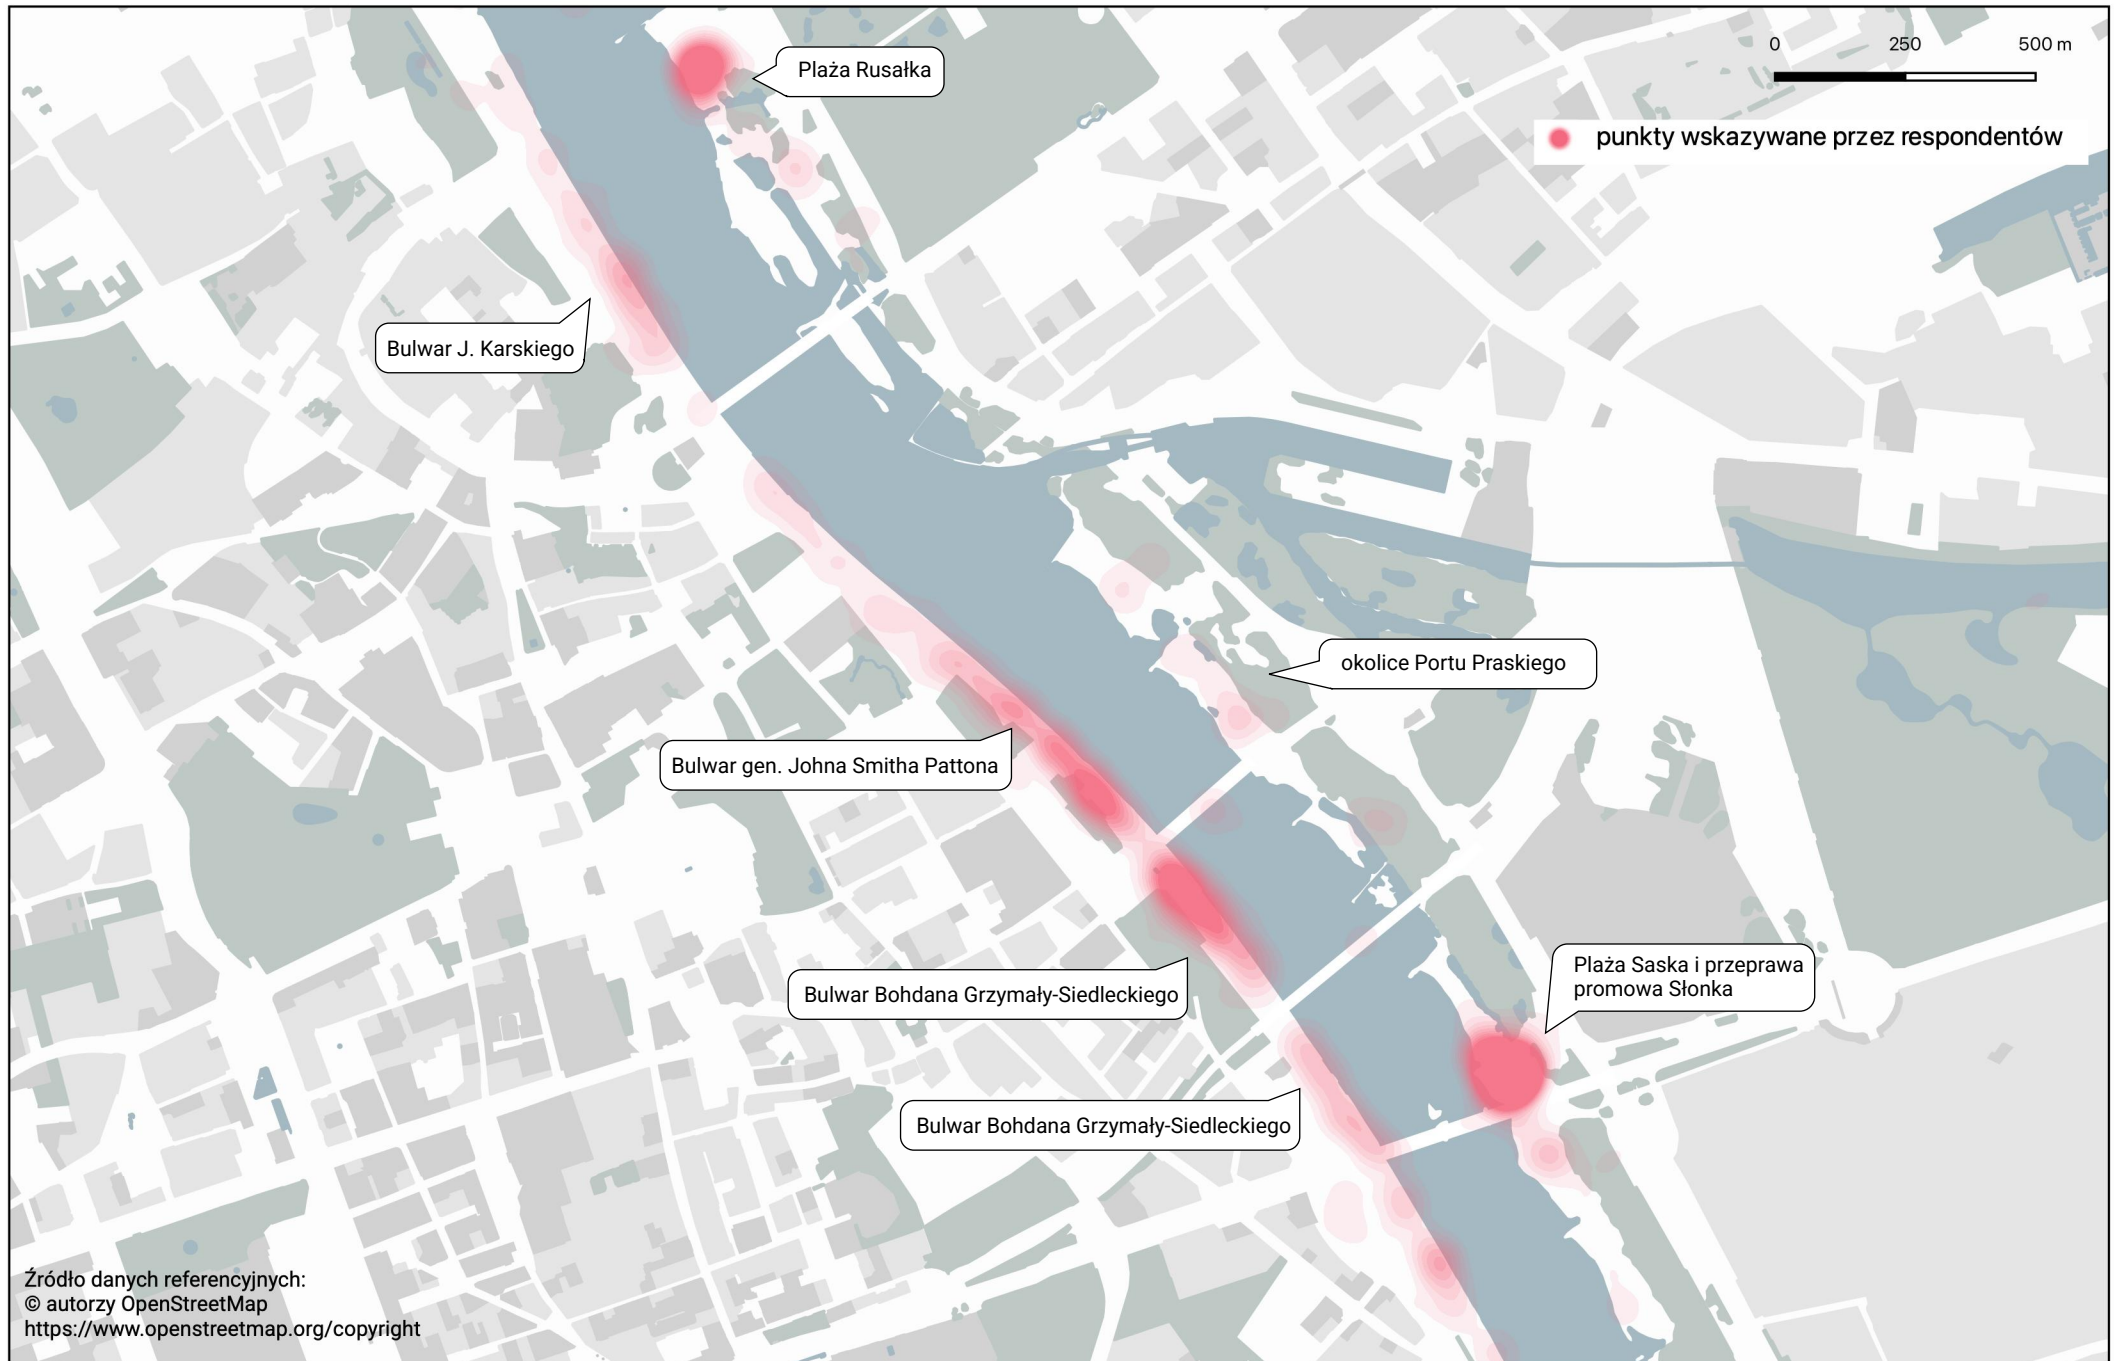 0 250 500 m
Plaża Rusałka
punkty wskazywane przez respondentów
Bulwar J. Karskiego
okolice Portu Praskiego
Bulwar gen. Johna Smitha Pattona
Plaża Saska i przeprawa
promowa Słonka
Bulwar Bohdana Grzymały-Siedleckiego
Bulwar Bohdana Grzymały-Siedleckiego
Źródło danych referencyjnych:
© autorzy OpenStreetMap
https://www.openstreetmap.org/copyright